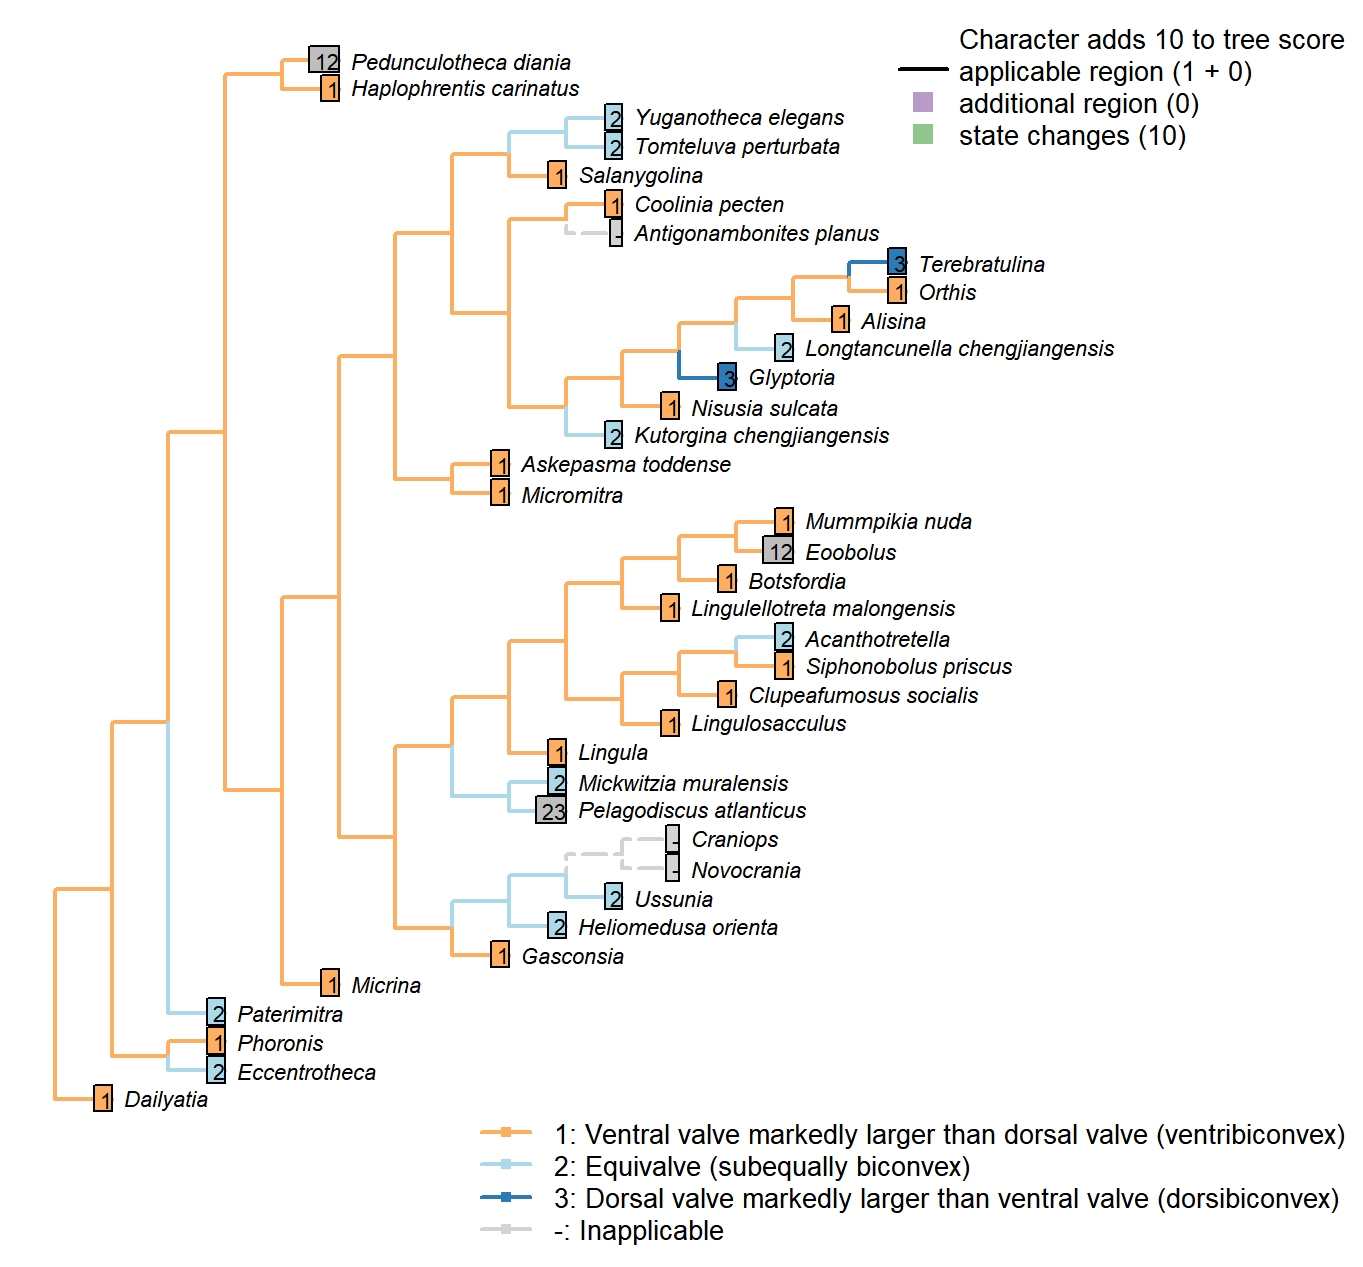 Character adds 10 to tree score
applicable region (1 + 0)
additional region (0)
state changes (10)
12 Pedunculotheca diania
1 Haplophrentis carinatus
2 Yuganotheca elegans
2 Tomteluva perturbata
1 Salanygolina
1 Coolinia pecten
- Antigonambonites planus
3 Terebratulina
1 Orthis
1 Alisina
2 Longtancunella chengjiangensis
3 Glyptoria
1 Nisusia sulcata
2 Kutorgina chengjiangensis
1 Askepasma toddense
1 Micromitra
1 Mummpikia nuda
12 Eoobolus
1 Botsfordia
1 Lingulellotreta malongensis
2 Acanthotretella
1 Siphonobolus priscus
1 Clupeafumosus socialis
1 Lingulosacculus
1 Lingula
2 Mickwitzia muralensis
23 Pelagodiscus atlanticus
- Craniops
- Novocrania
2 Ussunia
2 Heliomedusa orienta
1 Gasconsia
1 Micrina
2 Paterimitra
1 Phoronis
2 Eccentrotheca
1 Dailyatia
1: Ventral valve markedly larger than dorsal valve (ventribiconvex)
2: Equivalve (subequally biconvex)
3: Dorsal valve markedly larger than ventral valve (dorsibiconvex)
-: Inapplicable